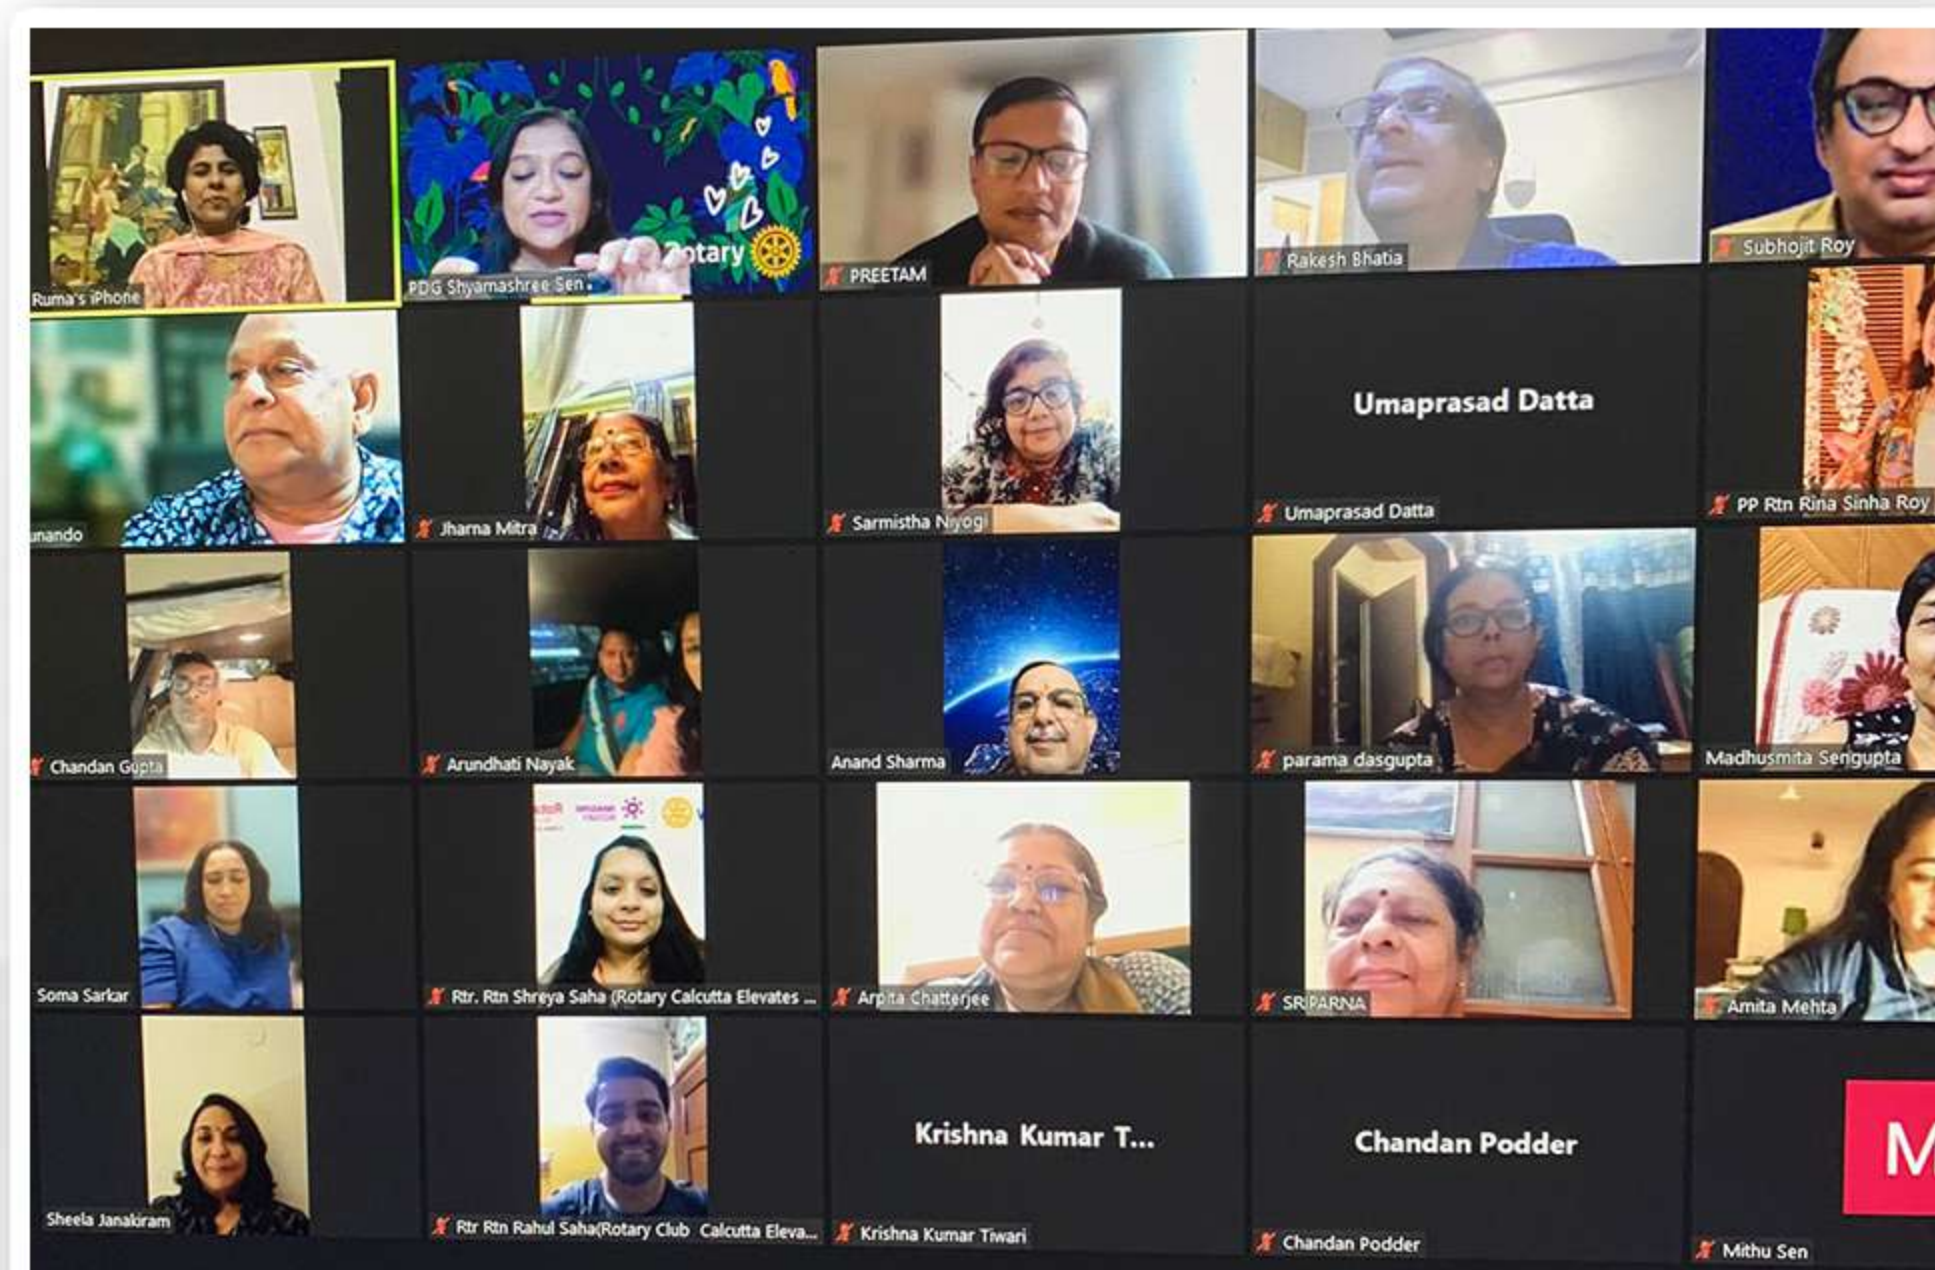 Ruma's iPhone
PDG Shyamashree Sen
Rotary
PREETAM
Rakesh Bhatia
Subhojit Roy
unando
Jharna Mitra
Sarmistha Niyogi
Umaprasad Datta
Umaprasad Datta
PP Rtn Rina Sinha Roy
Chandan Gupta
Arundhati Nayak
Anand Sharma
parama dasgupta
Madhusmita Sengupta
Soma Sarkar
Rtr. Rtn Shreya Saha (Rotary Calcutta Elevates ...
Arpita Chatterjee
SRIPARNA
Amita Mehta
Sheela Janakiram
Rtr Rtn Rahul Saha(Rotary Club Calcutta Eleva...
Krishna Kumar T...
Krishna Kumar Tiwari
Chandan Podder
Chandan Podder
M
Mithu Sen